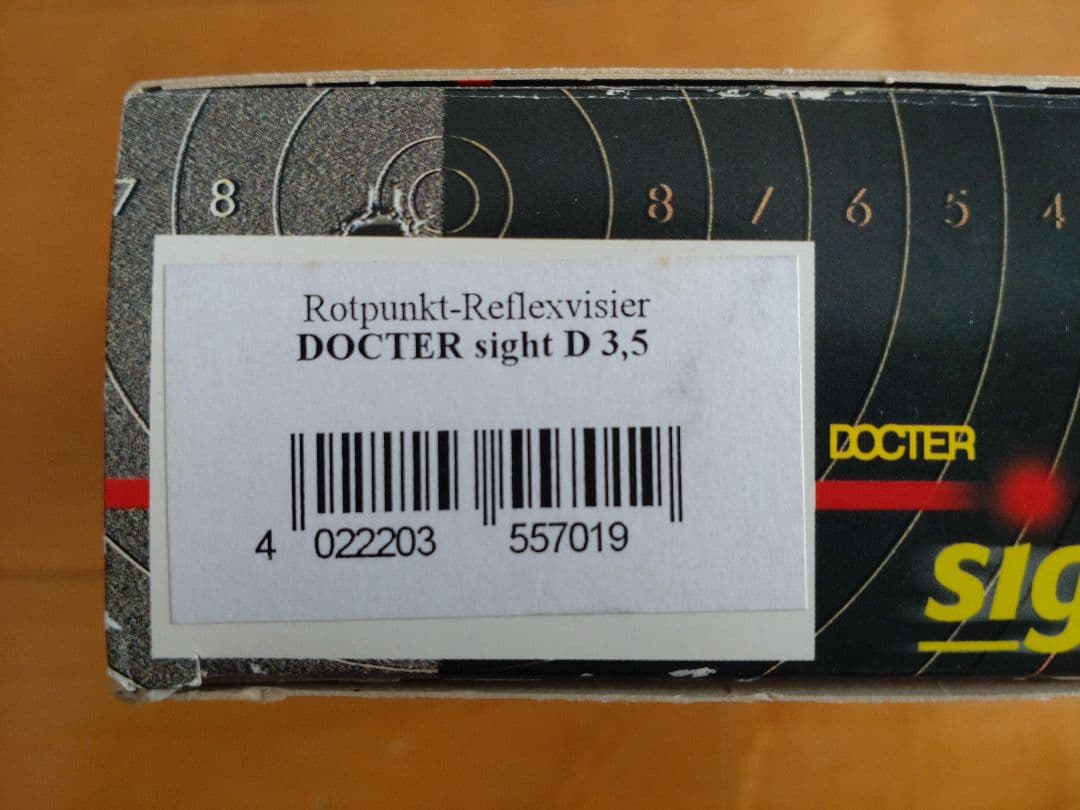 7 8 8 7 6 5 4
Rotpunkt-Reflexvisier
DOCTER sight D 3,5
DOCTER
4 022203 557019
sig